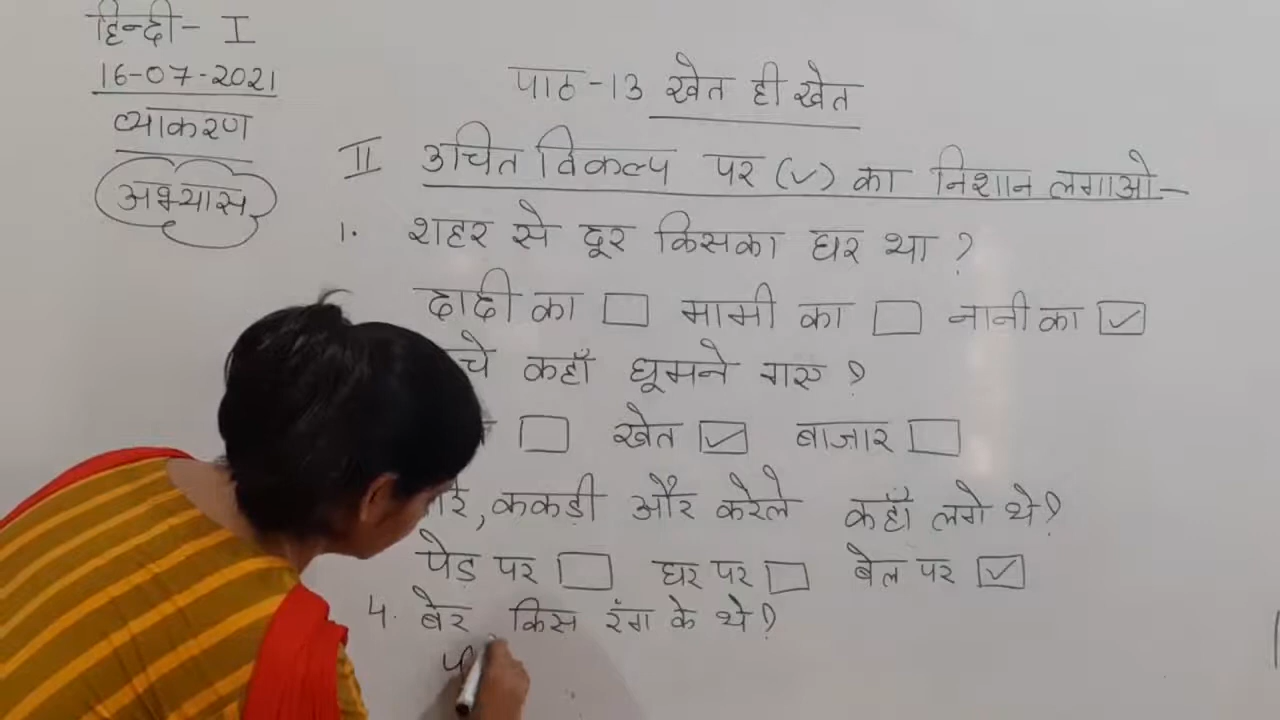 हिन्दी - I
16-07-2021
व्याकरण
अभ्यास
पाठ-13 खेत ही खेत
II उचित विकल्प पर (✓) का निशान लगाओ-
1. शहर से दूर किसका घर था?
दादी का ☐ मामी का ☐ नानी का ☑
कहाँ घूमने गए?
☐ खेत ☑ बाजार ☐
, ककड़ी और करेले कहाँ लगे थे?
पेड़ पर ☐ घर पर ☐ बेल पर ☑
4. बेर किस रंग के थे?